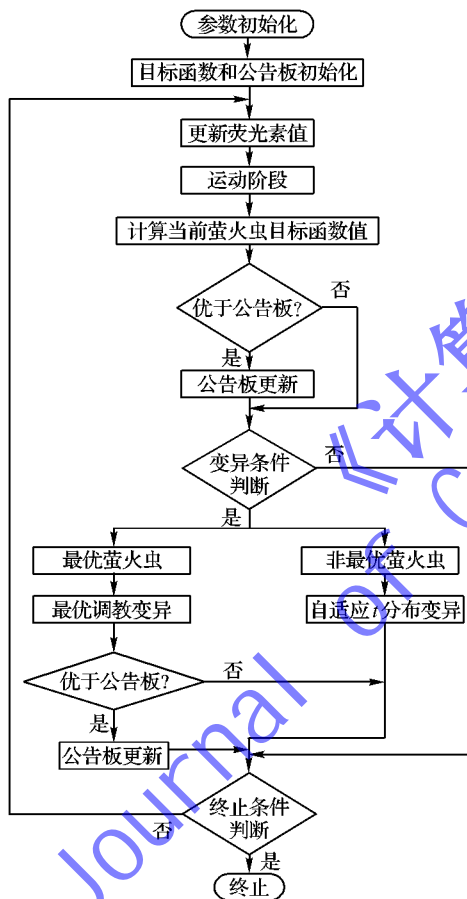 参数初始化
目标函数和公告板初始化
更新荧光素值
运动阶段
计算当前萤火虫目标函数值
优于公告板?
否
是
公告板更新
变异条件
判断
否
是
最优萤火虫
非最优萤火虫
最优调教变异
自适应t分布变异
优于公告板?
否
是
公告板更新
终止条件
判断
否
是
终止
《计算
Journal of C